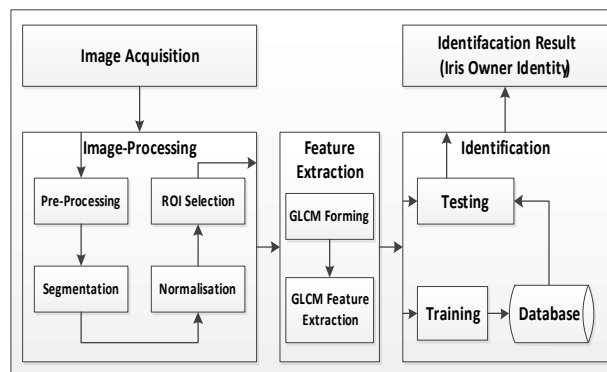 Image Acquisition
Identifacation Result
(Iris Owner Identity)
Image-Processing
Pre-Processing
ROI Selection
Segmentation
Normalisation
Feature
Extraction
GLCM Forming
GLCM Feature
Extraction
Identification
Testing
Training
Database